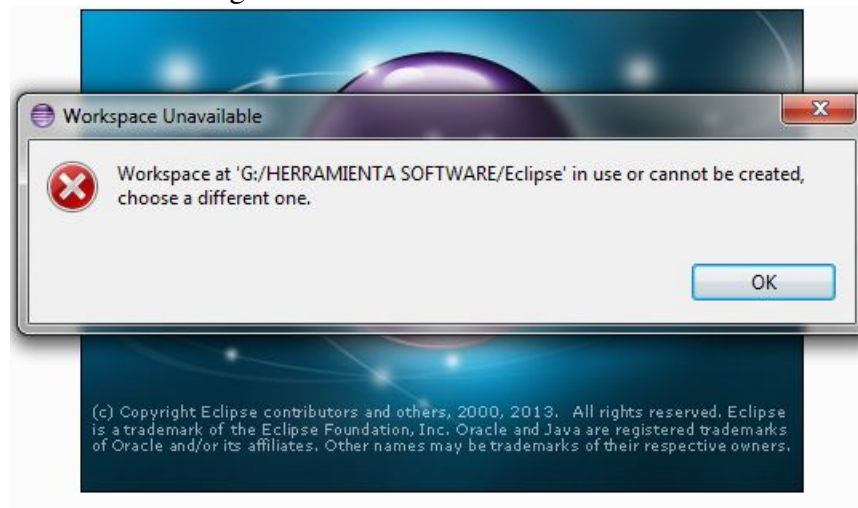 Workspace Unavailable
Workspace at 'G:/HERRAMIENTA SOFTWARE/Eclipse' in use or cannot be created,
choose a different one.
OK
(c) Copyright Eclipse contributors and others, 2000, 2013. All rights reserved. Eclipse
is a trademark of the Eclipse Foundation, Inc. Oracle and Java are registered trademarks
of Oracle and/or its affiliates. Other names may be trademarks of their respective owners.